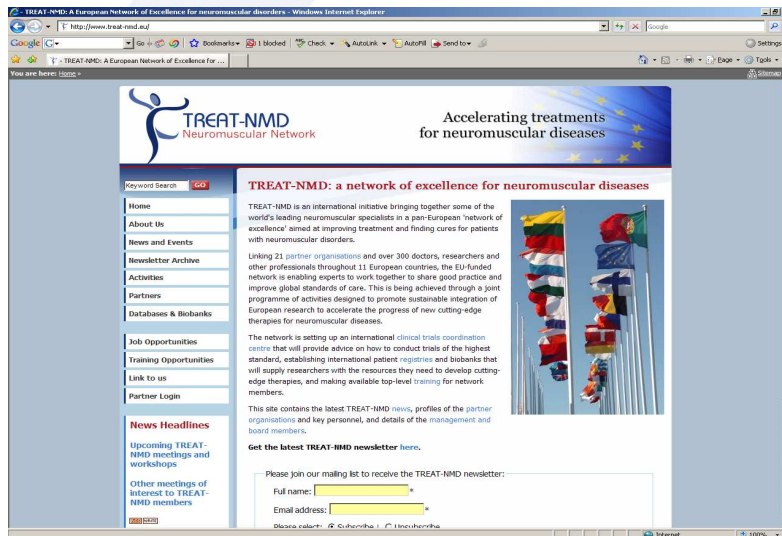 - TREAT-NMD: A European Network of Excellence for neuromuscular disorders - Windows Internet Explorer
http://www.treat-nmd.eu/
Google
Google G Go Bookmarks 1 blocked Check AutoLink AutoFill Send to Settings
- TREAT-NMD: A European Network of Excellence for ... Page Tools
You are here: Home » Sitemap
TREAT-NMD
Neuromuscular Network
Accelerating treatments
for neuromuscular diseases
Keyword Search GO
Home
About Us
News and Events
Newsletter Archive
Activities
Partners
Databases & Biobanks
Job Opportunities
Training Opportunities
Link to us
Partner Login
News Headlines
Upcoming TREAT-
NMD meetings and
workshops
Other meetings of
interest to TREAT-
NMD members
TREAT-NMD: a network of excellence for neuromuscular diseases
TREAT-NMD is an international initiative bringing together some of the
world's leading neuromuscular specialists in a pan-European 'network of
excellence' aimed at improving treatment and finding cures for patients
with neuromuscular disorders.
Linking 21 partner organisations and over 300 doctors, researchers and
other professionals throughout 11 European countries, the EU-funded
network is enabling experts to work together to share good practice and
improve global standards of care. This is being achieved through a joint
programme of activities designed to promote sustainable integration of
European research to accelerate the progress of new cutting-edge
therapies for neuromuscular diseases.
The network is setting up an international clinical trials coordination
centre that will provide advice on how to conduct trials of the highest
standard, establishing international patient registries and biobanks that
will supply researchers with the resources they need to develop cutting-
edge therapies, and making available top-level training for network
members.
This site contains the latest TREAT-NMD news, profiles of the partner
organisations and key personnel, and details of the management and
board members.
Get the latest TREAT-NMD newsletter here.
Please join our mailing list to receive the TREAT-NMD newsletter:
Full name: *
Email address: *
Please select: Subscribe | Unsubscribe
Internet 100%